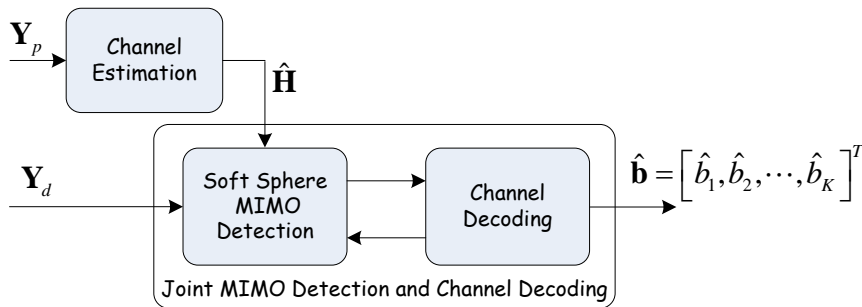 Y_p
Channel
Estimation
Ĥ
Y_d
Soft Sphere
MIMO
Detection
Channel
Decoding
b̂ = [b̂_1, b̂_2, ⋯, b̂_K]^T
Joint MIMO Detection and Channel Decoding